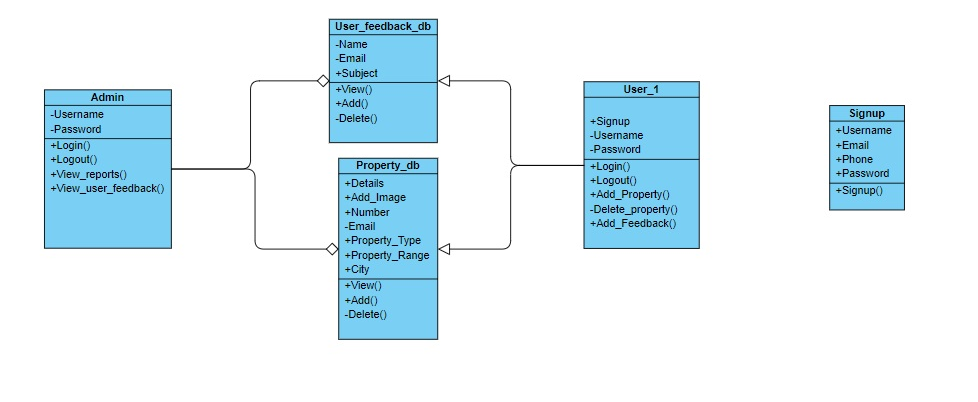 User_feedback_db
-Name
-Email
+Subject
+View()
+Add()
-Delete()
Admin
-Username
-Password
+Login()
+Logout()
+View_reports()
+View_user_feedback()
Property_db
+Details
+Add_Image
+Number
-Email
+Property_Type
+Property_Range
+City
+View()
+Add()
-Delete()
User_1
+Signup
-Username
-Password
+Login()
+Logout()
+Add_Property()
-Delete_property()
+Add_Feedback()
Signup
+Username
+Email
+Phone
+Password
+Signup()